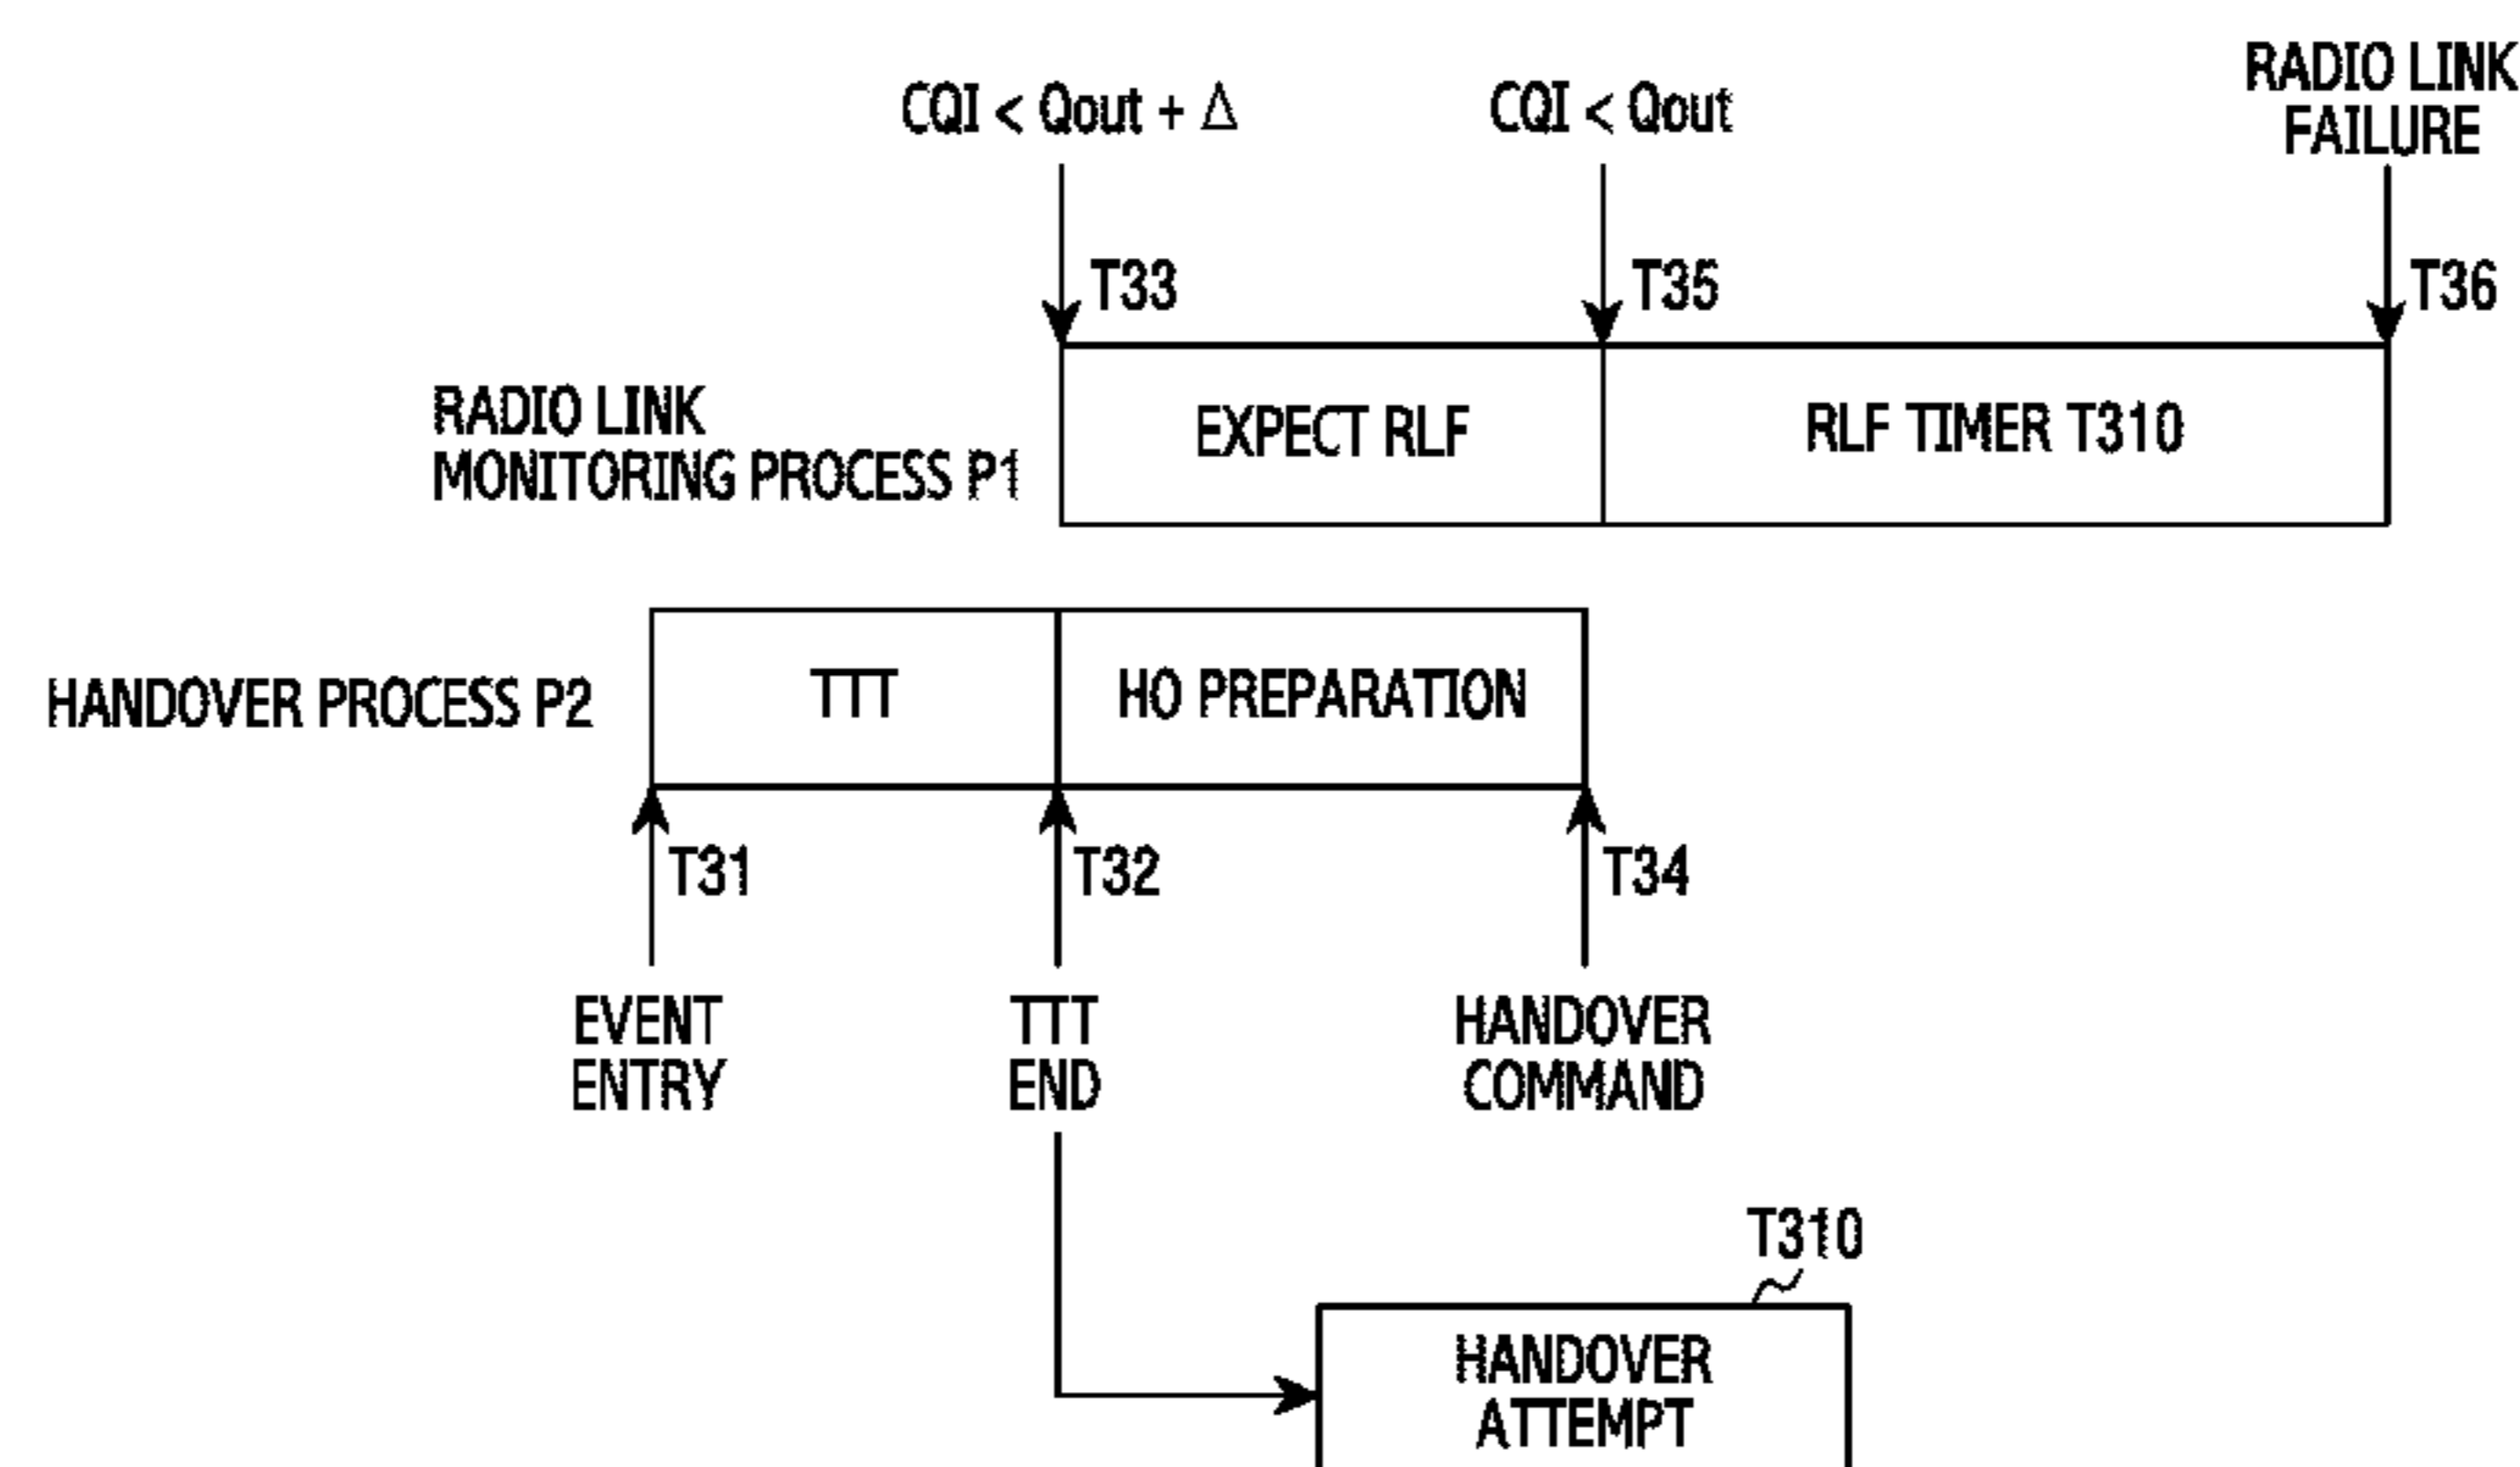 CQI < Qout + Δ
CQI < Qout
RADIO LINK
FAILURE
T33
T35
T36
RADIO LINK
MONITORING PROCESS P1
EXPECT RLF
RLF TIMER T310
HANDOVER PROCESS P2
TTT
HO PREPARATION
T31
T32
T34
EVENT
ENTRY
TTT
END
HANDOVER
COMMAND
T310
HANDOVER
ATTEMPT